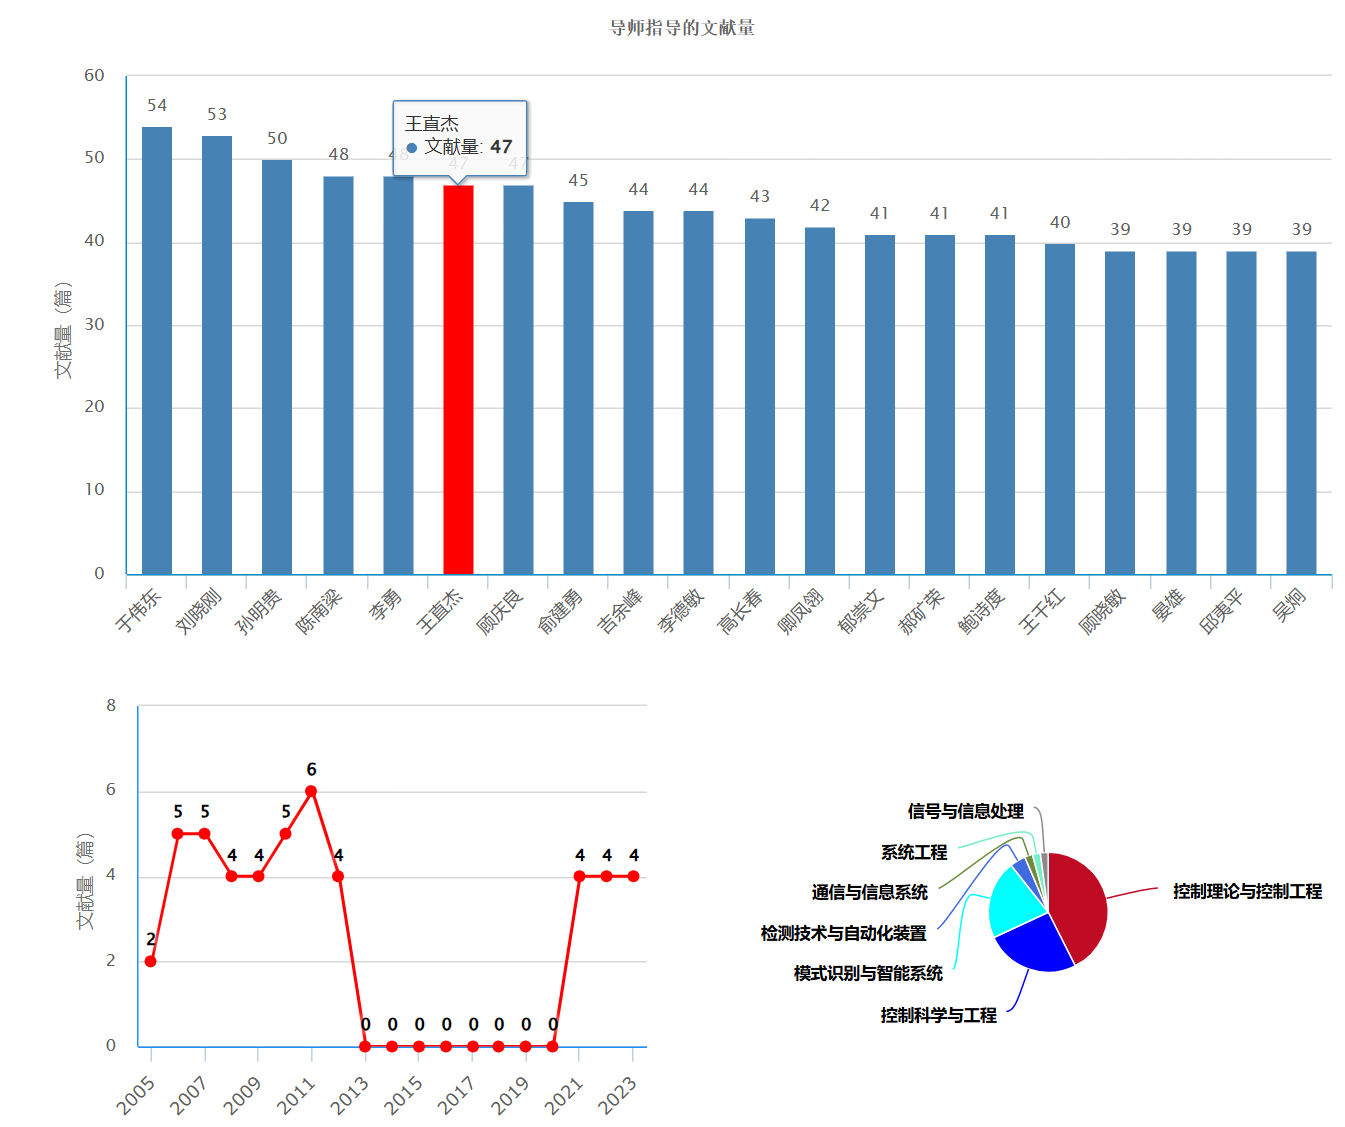 导师指导的文献量
60
50
40
30
20
10
0
文献量（篇）
54
53
50
48
48
47
47
45
44
44
43
42
41
41
41
40
39
39
39
39
王直杰
● 文献量: 47
于伟东
刘晓刚
孙明贵
陈南梁
李勇
王直杰
顾庆良
俞建勇
吉余峰
李德敏
高长春
卿凤翎
郁崇文
郝矿荣
鲍诗度
王千红
顾晓敏
晏雄
邱夷平
吴炯
8
6
4
2
0
文献量（篇）
2
5
5
4
4
5
6
4
0
0
0
0
0
0
0
0
4
4
4
2005
2007
2009
2011
2013
2015
2017
2019
2021
2023
信号与信息处理
系统工程
通信与信息系统
检测技术与自动化装置
模式识别与智能系统
控制科学与工程
控制理论与控制工程